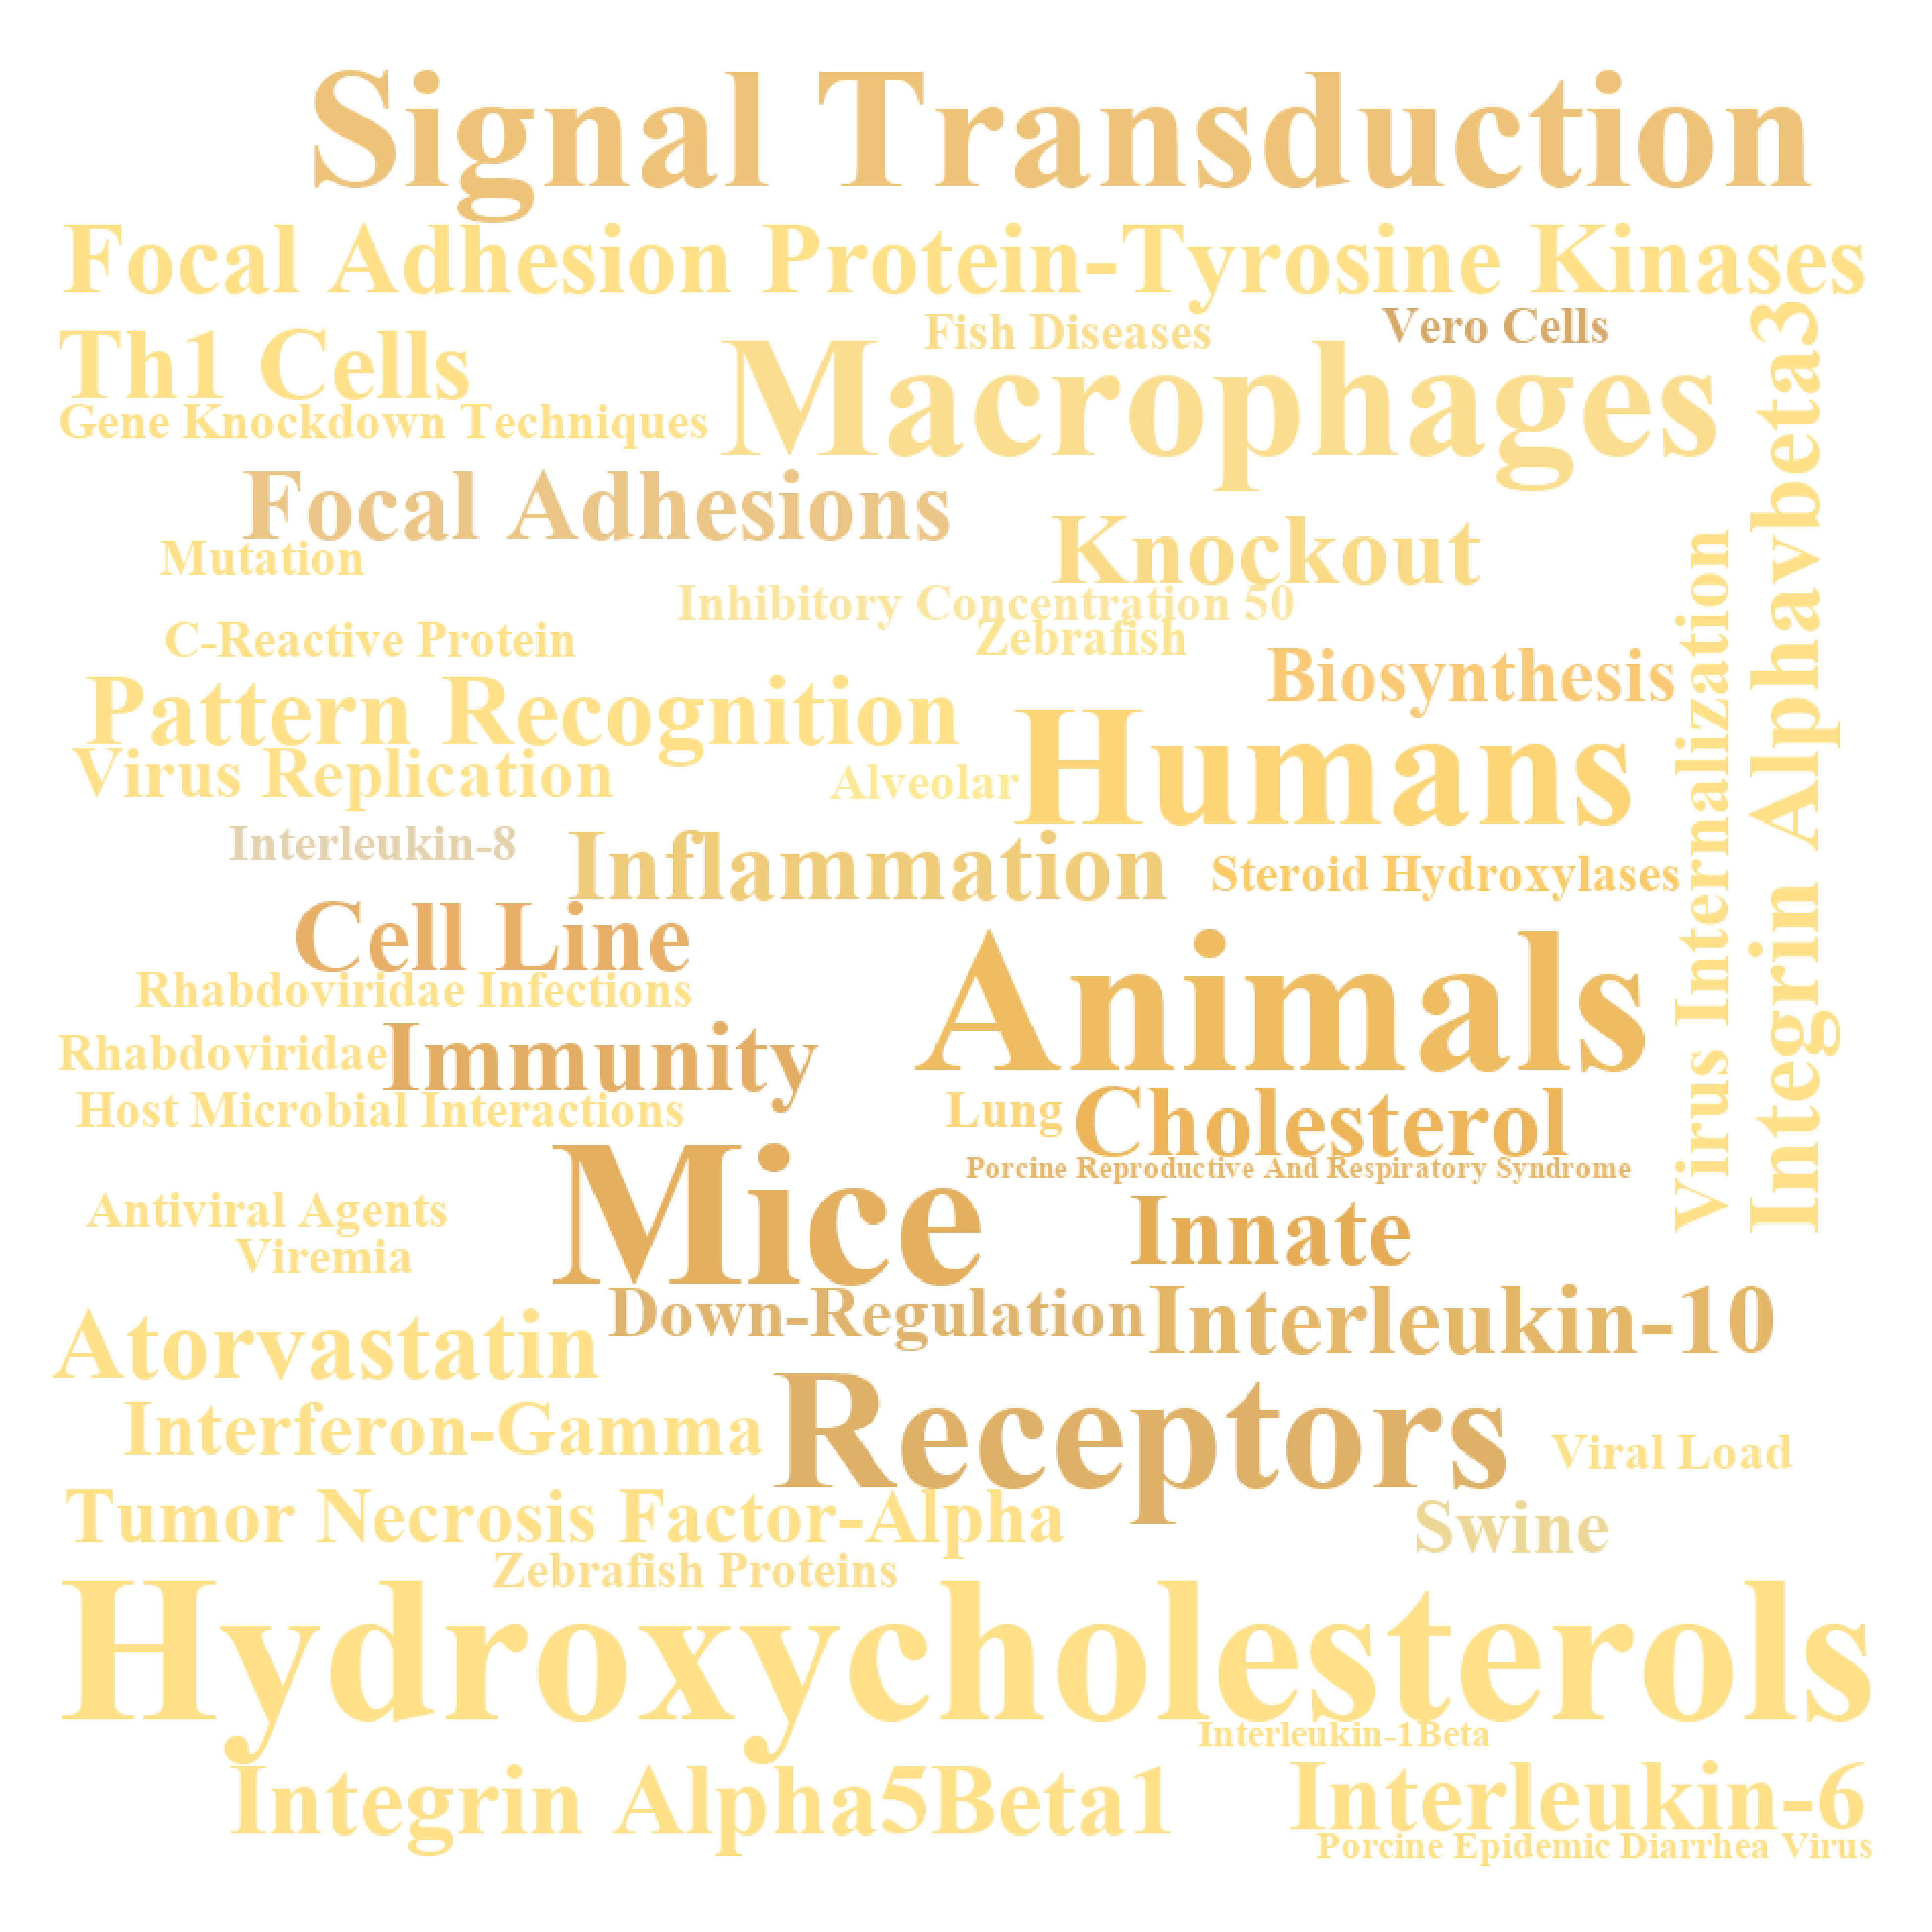 Signal Transduction
Focal Adhesion Protein-Tyrosine Kinases
Fish Diseases
Vero Cells
Th1 Cells
Macrophages
Gene Knockdown Techniques
Focal Adhesions
Knockout
Mutation
Inhibitory Concentration 50
C-Reactive Protein
Zebrafish
Biosynthesis
Pattern Recognition
Humans
Virus Replication
Alveolar
Interleukin-8
Inflammation
Steroid Hydroxylases
Virus Internalization
Integrin Alphavbeta3
Cell Line
Animals
Rhabdoviridae Infections
Rhabdoviridae
Immunity
Host Microbial Interactions
Lung
Cholesterol
Porcine Reproductive And Respiratory Syndrome
Mice
Antiviral Agents
Innate
Viremia
Down-Regulation
Interleukin-10
Atorvastatin
Receptors
Interferon-Gamma
Viral Load
Tumor Necrosis Factor-Alpha
Swine
Zebrafish Proteins
Hydroxycholesterols
Interleukin-1Beta
Integrin Alpha5Beta1
Interleukin-6
Porcine Epidemic Diarrhea Virus